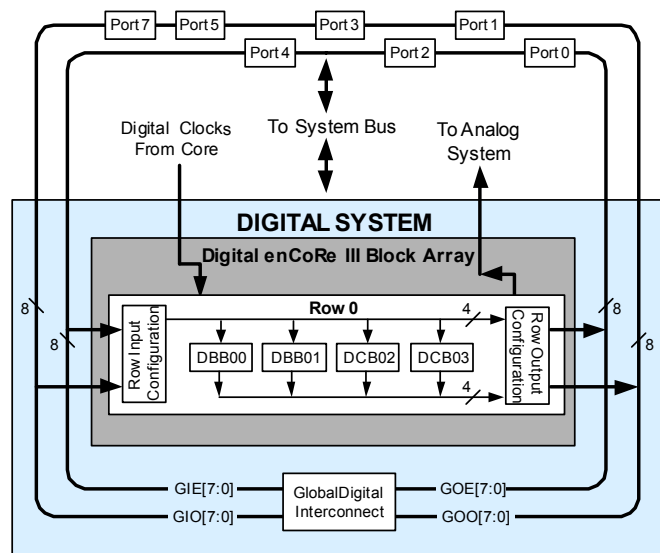 Port 7
Port 5
Port 3
Port 1
Port 4
Port 2
Port 0
Digital Clocks
From Core
To System Bus
To Analog
System
DIGITAL SYSTEM
Digital enCoRe III Block Array
Row 0
4
8
8
8
8
Row Input
Configuration
DBB00
DBB01
DCB02
DCB03
4
Row Output
Configuration
GIE[7:0]
GIO[7:0]
GlobalDigital
Interconnect
GOE[7:0]
GOO[7:0]